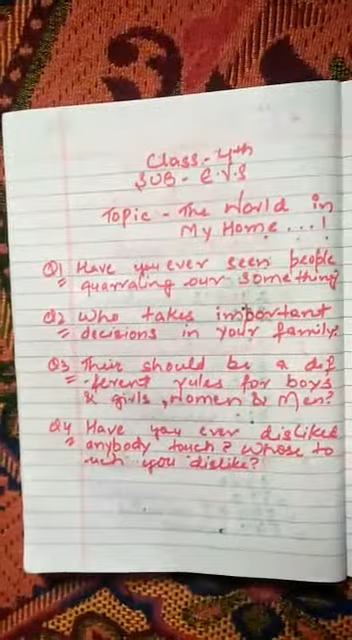 Class - 4th
SUB - E.V.S
Topic - The World in
My Home...!
Q1 Have you ever seen people
quarraling our something
Q2 Who takes important
decisions in your family?
Q3 Their should be a dif
-ferent rules for boys
& girls, women & Men?
Q4 Have you ever disliked
anybody touch? Whose to
uch you dislike?